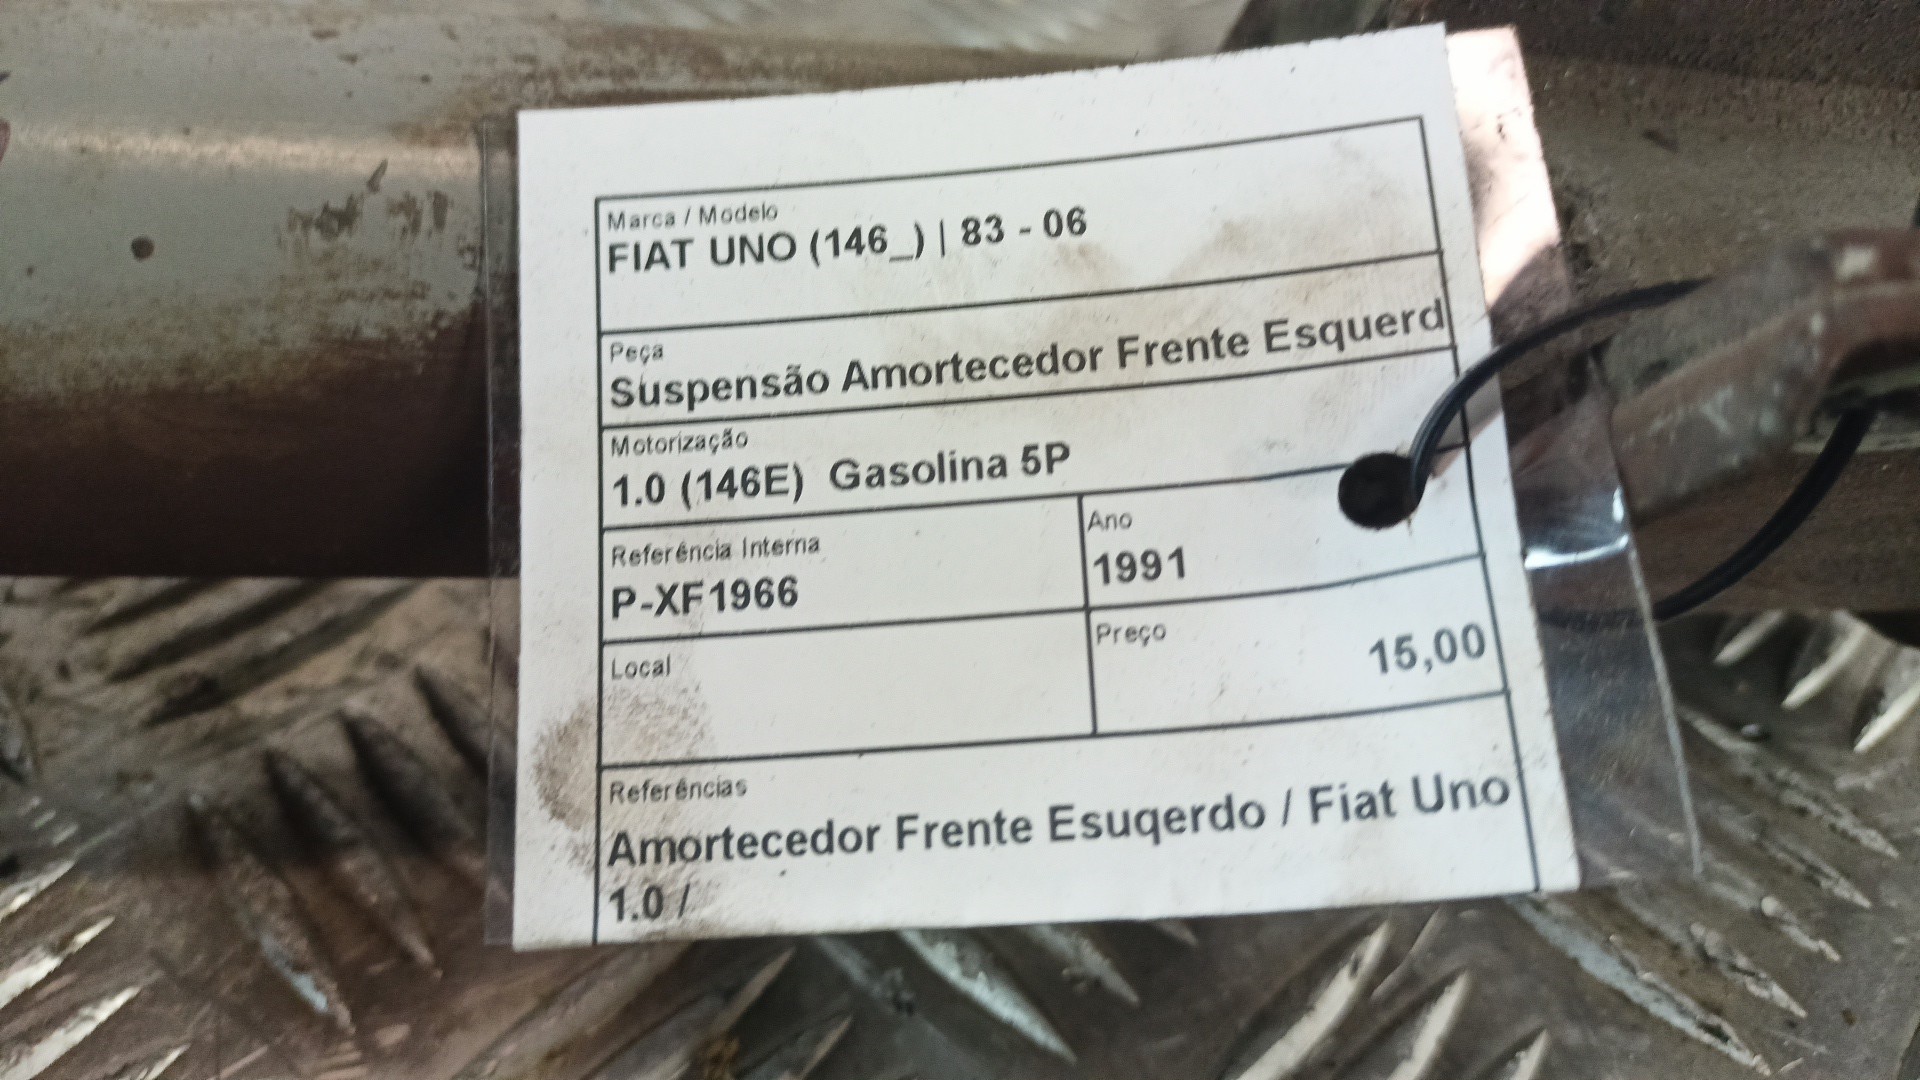 Marca / Modelo
FIAT UNO (146_) | 83 - 06
Peça
Suspensão Amortecedor Frente Esquerd
Motorização
1.0 (146E) Gasolina 5P
Referência Interna
P-XF1966
Ano
1991
Local
Preço
15,00
Referências
Amortecedor Frente Esuqerdo / Fiat Uno
1.0 /